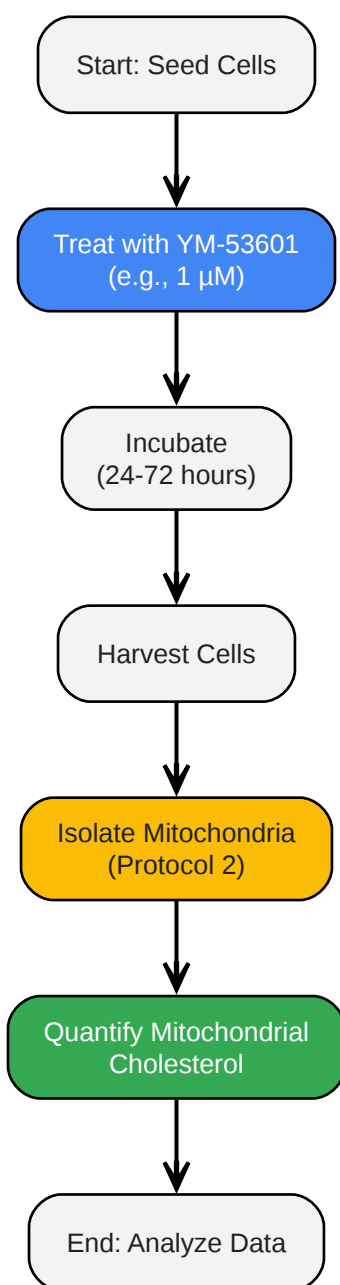 Start: Seed Cells
Treat with YM-53601
(e.g., 1 µM)
Incubate
(24-72 hours)
Harvest Cells
Isolate Mitochondria
(Protocol 2)
Quantify Mitochondrial
Cholesterol
End: Analyze Data